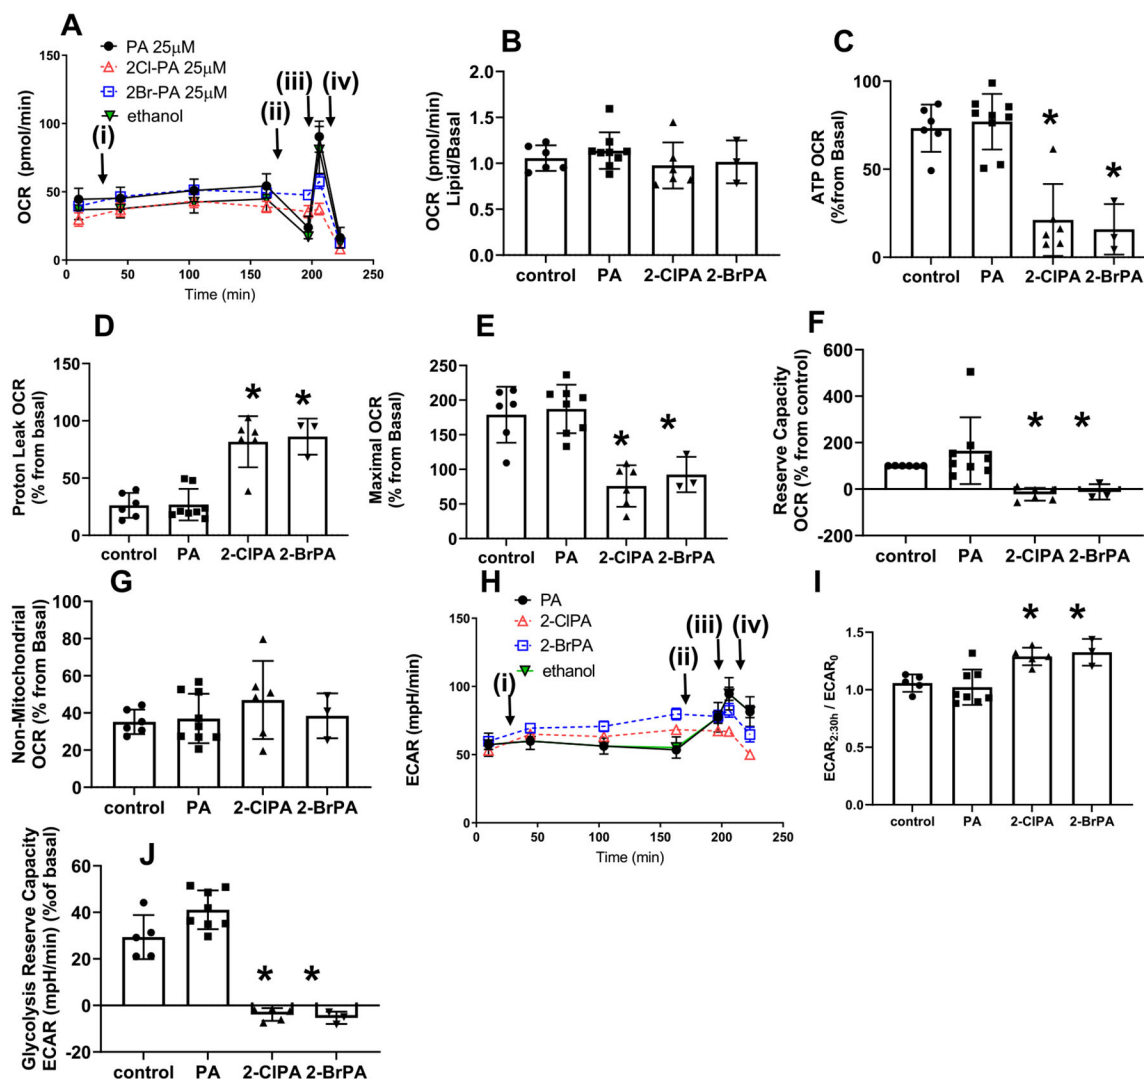 A
PA 25μM
2Cl-PA 25μM
2Br-PA 25μM
ethanol
(i)
(ii)
(iii)
(iv)
OCR (pmol/min)
150
100
50
0
0
50
100
150
200
250
Time (min)
B
OCR (pmol/min)
Lipid/Basal
2.0
1.5
1.0
0.5
0.0
control PA 2-ClPA 2-BrPA
C
ATP OCR
(%from Basal)
100
50
0
* *
control PA 2-ClPA 2-BrPA
D
Proton Leak OCR
(% from basal)
150
100
50
0
* *
control PA 2-ClPA 2-BrPA
E
Maximal OCR
(% from Basal)
250
200
150
100
50
0
* *
control PA 2-ClPA 2-BrPA
F
Reserve Capacity
OCR (% from control)
600
400
200
0
-200
* *
control PA 2-ClPA 2-BrPA
G
Non-Mitochondrial
OCR (% from Basal)
100
80
60
40
20
0
control PA 2-ClPA 2-BrPA
H
PA
2-ClPA
2-BrPA
ethanol
(i)
(ii)
(iii)
(iv)
ECAR (mpH/min)
150
100
50
0
0
50
100
150
200
250
Time (min)
I
ECAR2:30h / ECAR0
1.5
1.0
0.5
0.0
* *
control PA 2-ClPA 2-BrPA
J
Glycolysis Reserve Capacity
ECAR (mpH/min) (%of basal)
60
40
20
0
-20
* *
control PA 2-ClPA 2-BrPA